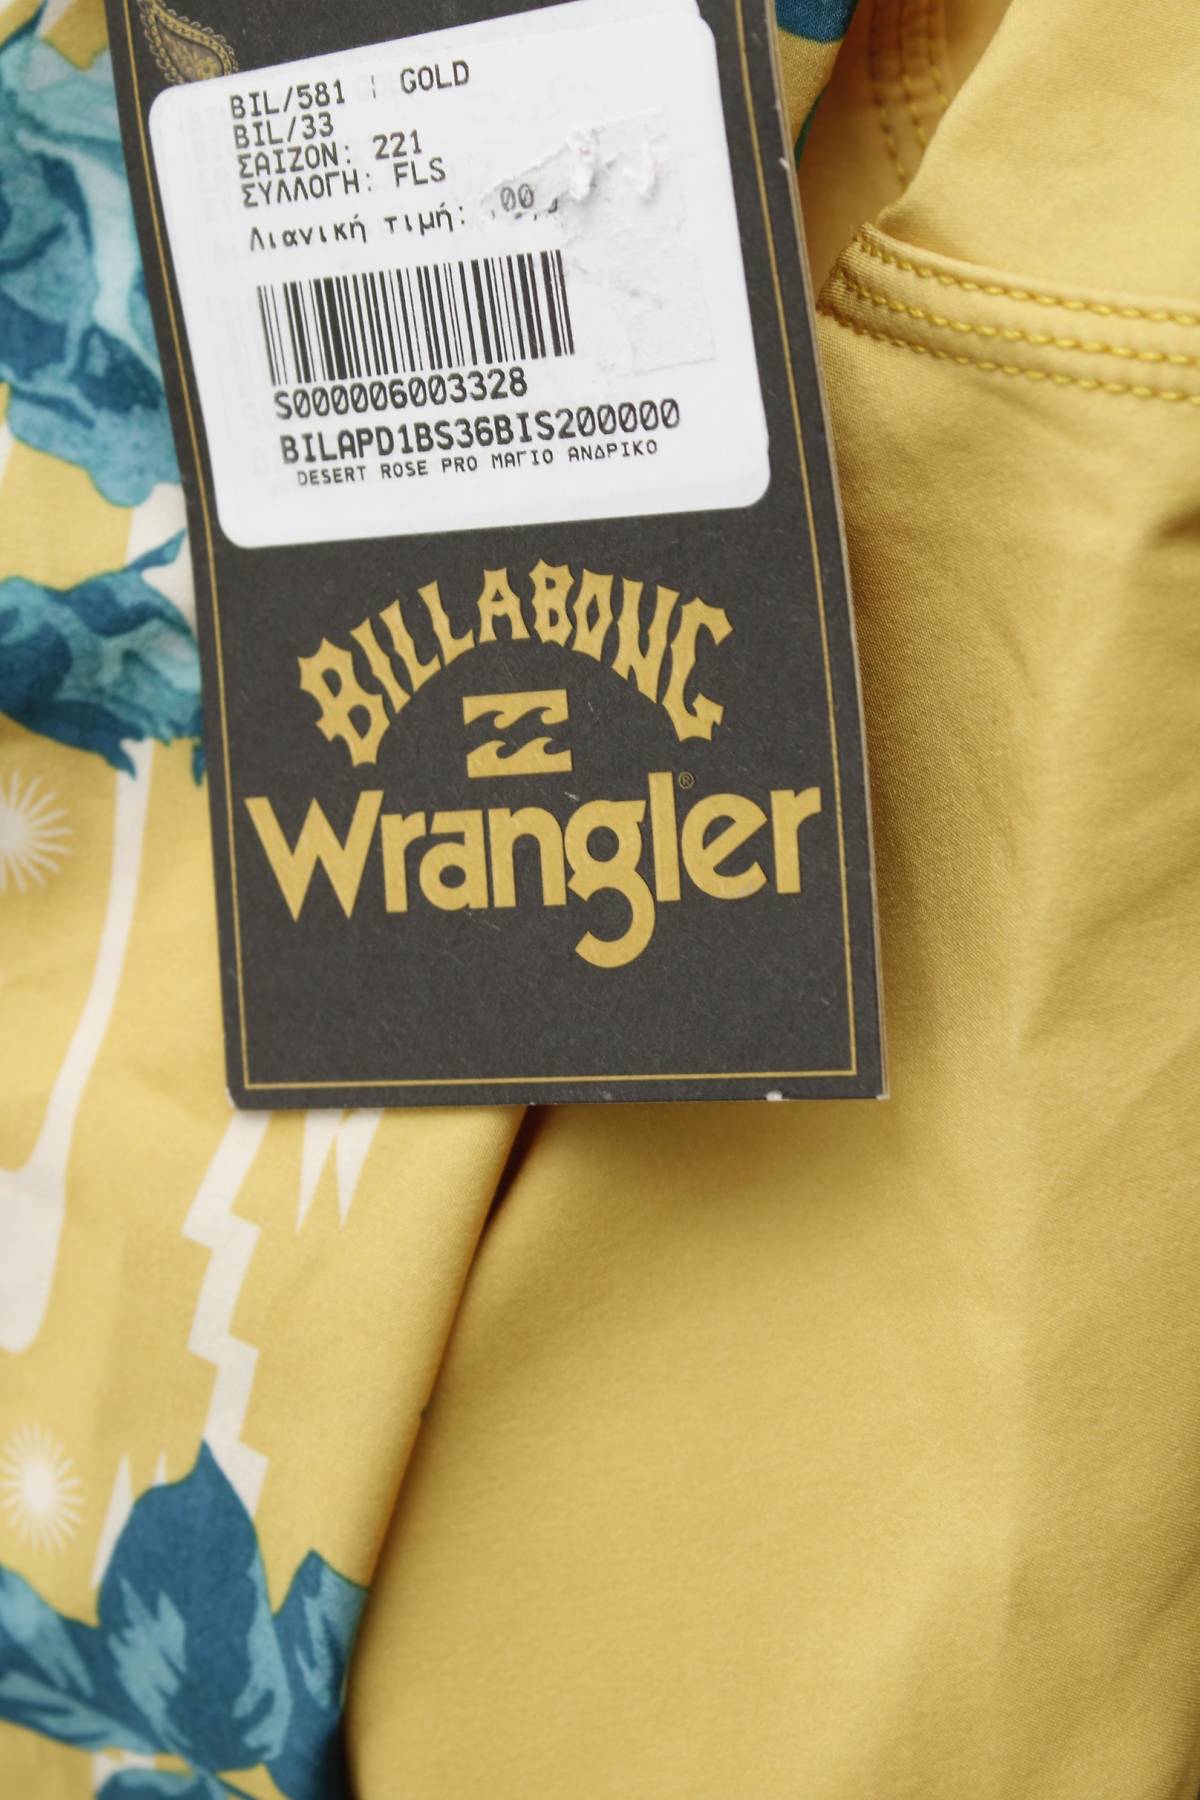 BIL/581 | GOLD
BIL/33
ΣΑΙΖΟΝ: 221
ΣΥΛΛΟΓΗ: FLS
Λιανική τιμή: 00
S000006003328
BILAPD1BS36BIS200000
DESERT ROSE PRO ΜΑΓΙΟ ΑΝΔΡΙΚΟ
BILLABONG
Wrangler®